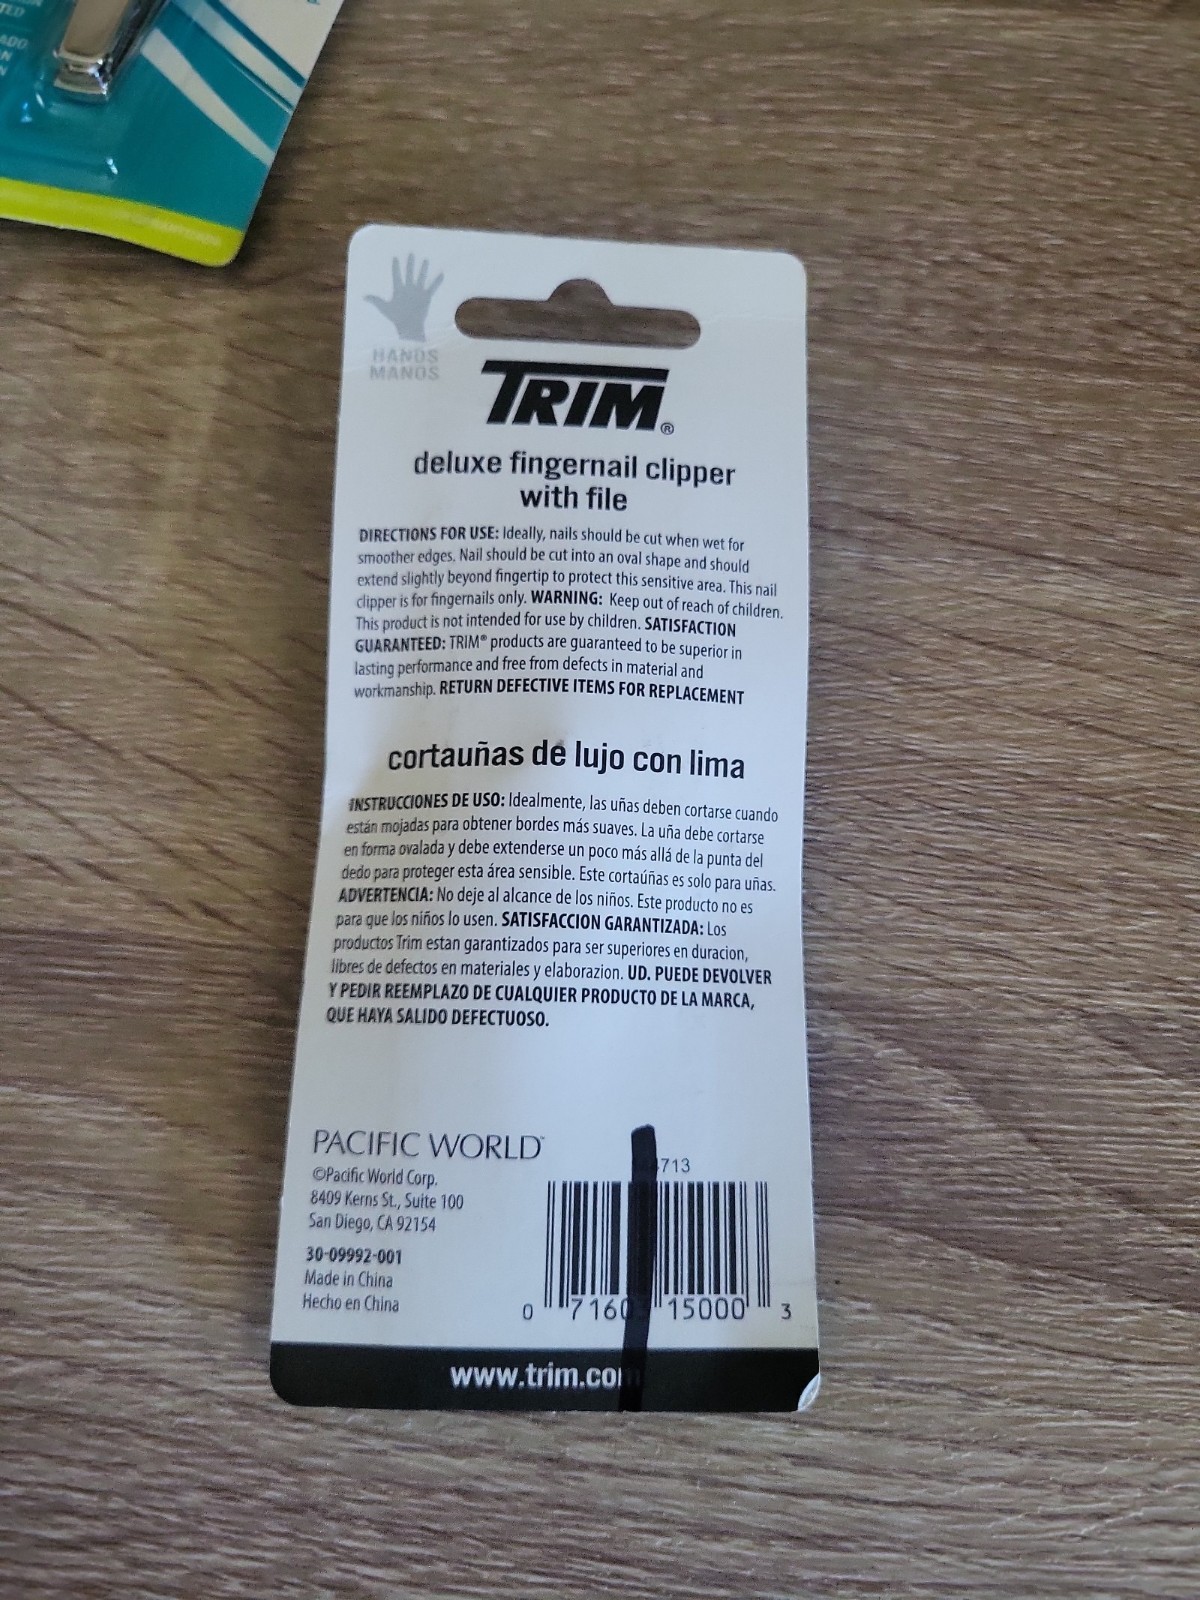 TED
ADO
N
N
HANDS
MANOS
TRIM®
deluxe fingernail clipper
with file
DIRECTIONS FOR USE: Ideally, nails should be cut when wet for
smoother edges. Nail should be cut into an oval shape and should
extend slightly beyond fingertip to protect this sensitive area. This nail
clipper is for fingernails only. WARNING: Keep out of reach of children.
This product is not intended for use by children. SATISFACTION
GUARANTEED: TRIM® products are guaranteed to be superior in
lasting performance and free from defects in material and
workmanship. RETURN DEFECTIVE ITEMS FOR REPLACEMENT
cortauñas de lujo con lima
INSTRUCCIONES DE USO: Idealmente, las uñas deben cortarse cuando
están mojadas para obtener bordes más suaves. La uña debe cortarse
en forma ovalada y debe extenderse un poco más allá de la punta del
dedo para proteger esta área sensible. Este cortaúñas es solo para uñas.
ADVERTENCIA: No deje al alcance de los niños. Este producto no es
para que los niños lo usen. SATISFACCION GARANTIZADA: Los
productos Trim estan garantizados para ser superiores en duracion,
libres de defectos en materiales y elaborazion. UD. PUEDE DEVOLVER
Y PEDIR REEMPLAZO DE CUALQUIER PRODUCTO DE LA MARCA,
QUE HAYA SALIDO DEFECTUOSO.
PACIFIC WORLD™
©Pacific World Corp.
8409 Kerns St., Suite 100
San Diego, CA 92154
30-09992-001
Made in China
Hecho en China
4713
0 71603 15000 3
www.trim.com